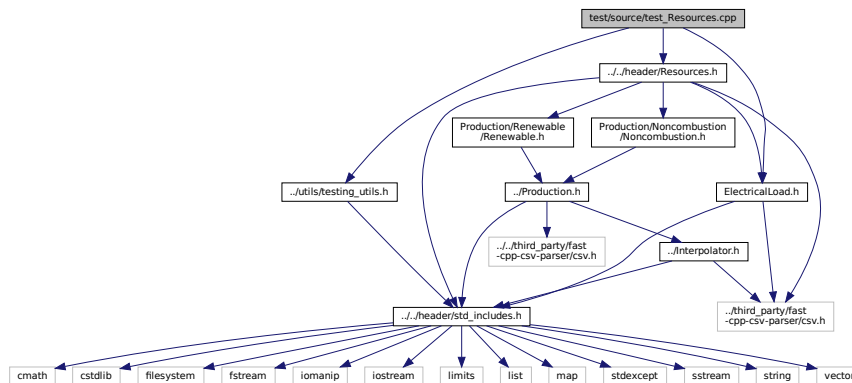 test/source/test_Resources.cpp
../../header/Resources.h
Production/Renewable
/Renewable.h
Production/Noncombustion
/Noncombustion.h
../utils/testing_utils.h
../Production.h
ElectricalLoad.h
../../third_party/fast
-cpp-csv-parser/csv.h
../Interpolator.h
../third_party/fast
-cpp-csv-parser/csv.h
../../header/std_includes.h
cmath
cstdlib
filesystem
fstream
iomanip
iostream
limits
list
map
stdexcept
sstream
string
vector